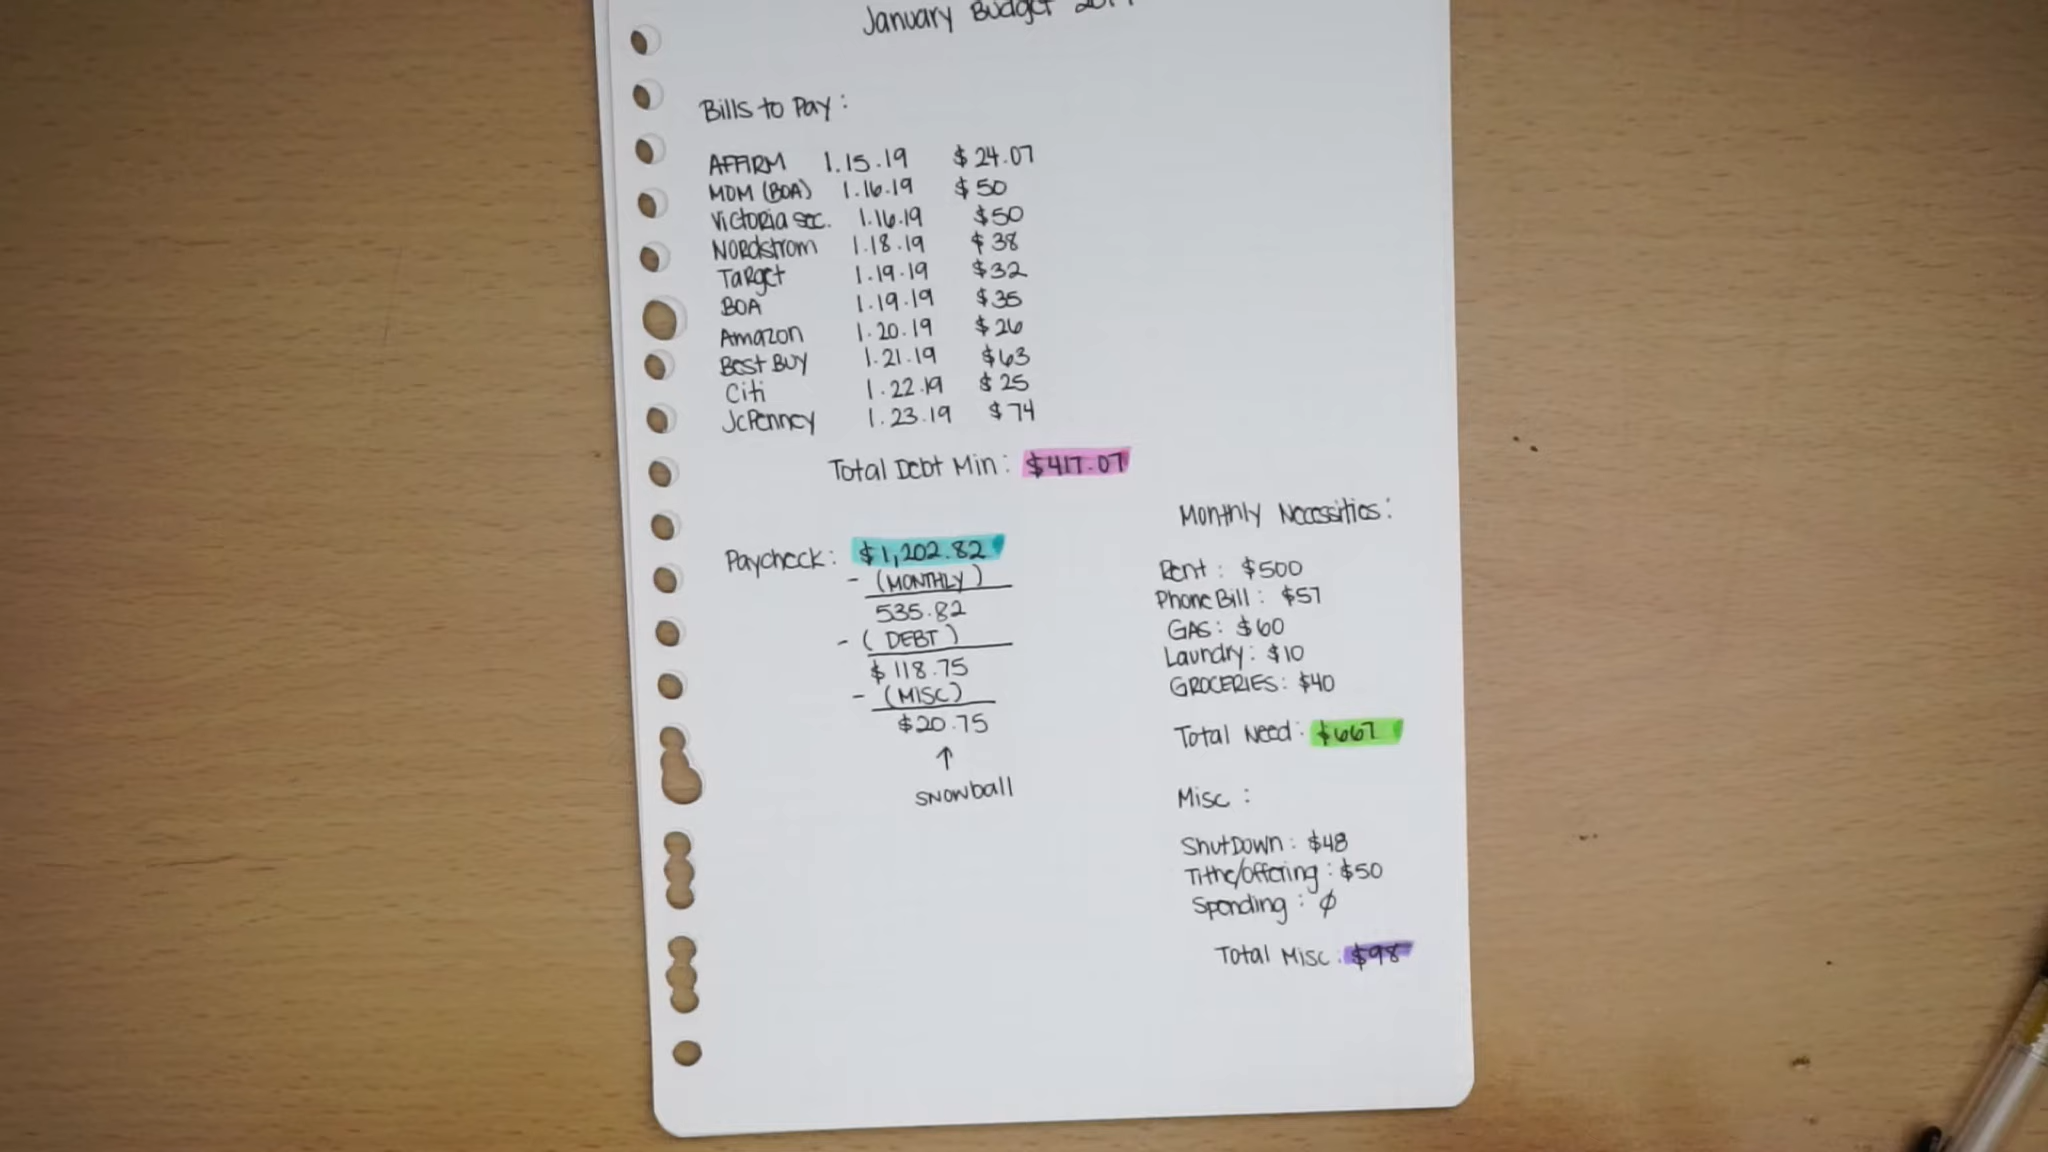 January Budget 2019
Bills to Pay:
AFFIRM 1.15.19 $24.07
MOM (BOA) 1.16.19 $50
Victoria sec. 1.16.19 $50
Nordstrom 1.18.19 $38
Target 1.19.19 $32
BOA 1.19.19 $35
Amazon 1.20.19 $26
Best Buy 1.21.19 $63
Citi 1.22.19 $25
JcPenney 1.23.19 $74
Total Debt Min: $417.07
Paycheck: $1,202.82
- (MONTHLY)
535.82
- (DEBT)
$118.75
- (MISC)
$20.75
↑
SNOWball
Monthly Necessities:
Rent: $500
Phone Bill: $57
GAS: $60
Laundry: $10
GROCERIES: $40
Total Need: $667
Misc:
ShutDown: $48
Tithe/offering: $50
Spending: ∅
Total Misc: $98